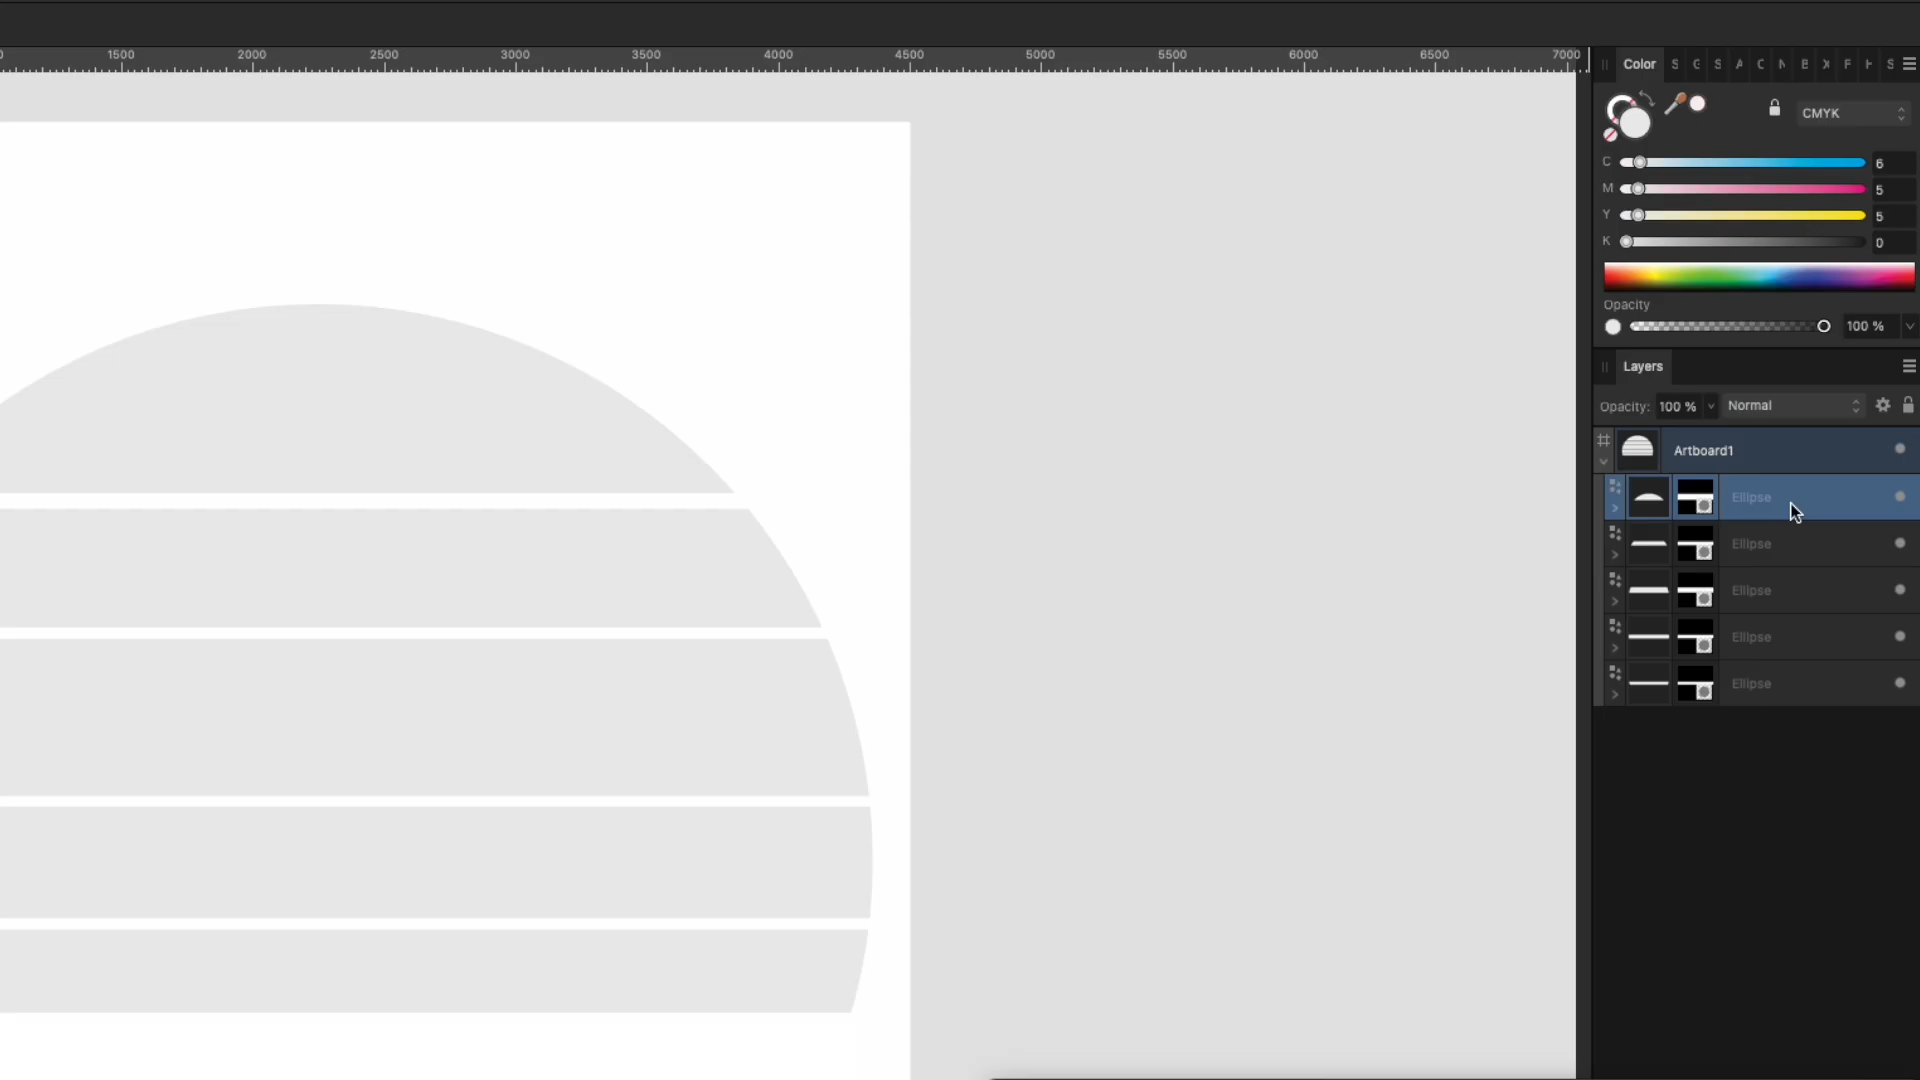 1500 2000 2500 3000 3500 4000 4500 5000 5500 6000 6500 7000
Color S G S A C N B X F H S
CMYK
C 6
M 5
Y 5
K 0
Opacity
100 %
Layers
Opacity: 100 % Normal
Artboard1
Ellipse
Ellipse
Ellipse
Ellipse
Ellipse